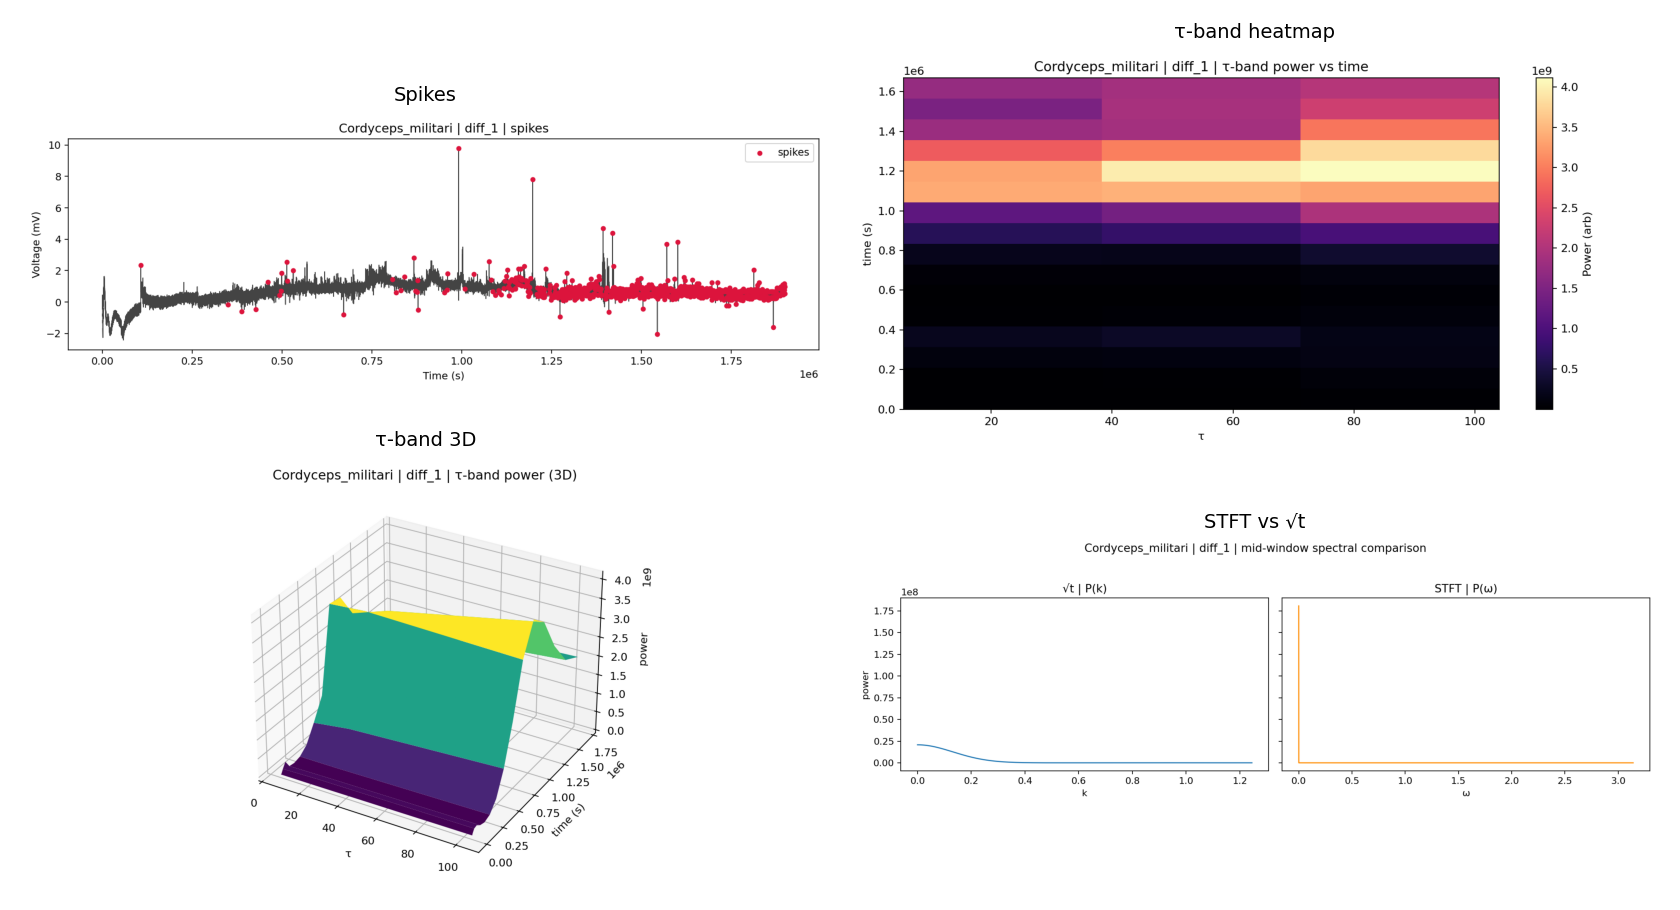 Spikes
Cordyceps_militari | diff_1 | spikes
spikes
Voltage (mV)
10
8
6
4
2
0
−2
0.00 0.25 0.50 0.75 1.00 1.25 1.50 1.75
1e6
Time (s)
τ-band heatmap
Cordyceps_militari | diff_1 | τ-band power vs time
1e6
1e9
time (s)
1.6
1.4
1.2
1.0
0.8
0.6
0.4
0.2
0.0
20 40 60 80 100
τ
4.0
3.5
3.0
2.5
2.0
1.5
1.0
0.5
Power (arb)
τ-band 3D
Cordyceps_militari | diff_1 | τ-band power (3D)
1e9
4.0
3.5
3.0
2.5
2.0
1.5
1.0
0.5
0.0
power
0 20 40 60 80 100
τ
0.00 0.25 0.50 0.75 1.00 1.25 1.50 1.75
1e6
time (s)
STFT vs √t
Cordyceps_militari | diff_1 | mid-window spectral comparison
√t | P(k)
1e8
power
1.75
1.50
1.25
1.00
0.75
0.50
0.25
0.00
0.0 0.2 0.4 0.6 0.8 1.0 1.2
k
STFT | P(ω)
0.0 0.5 1.0 1.5 2.0 2.5 3.0
ω